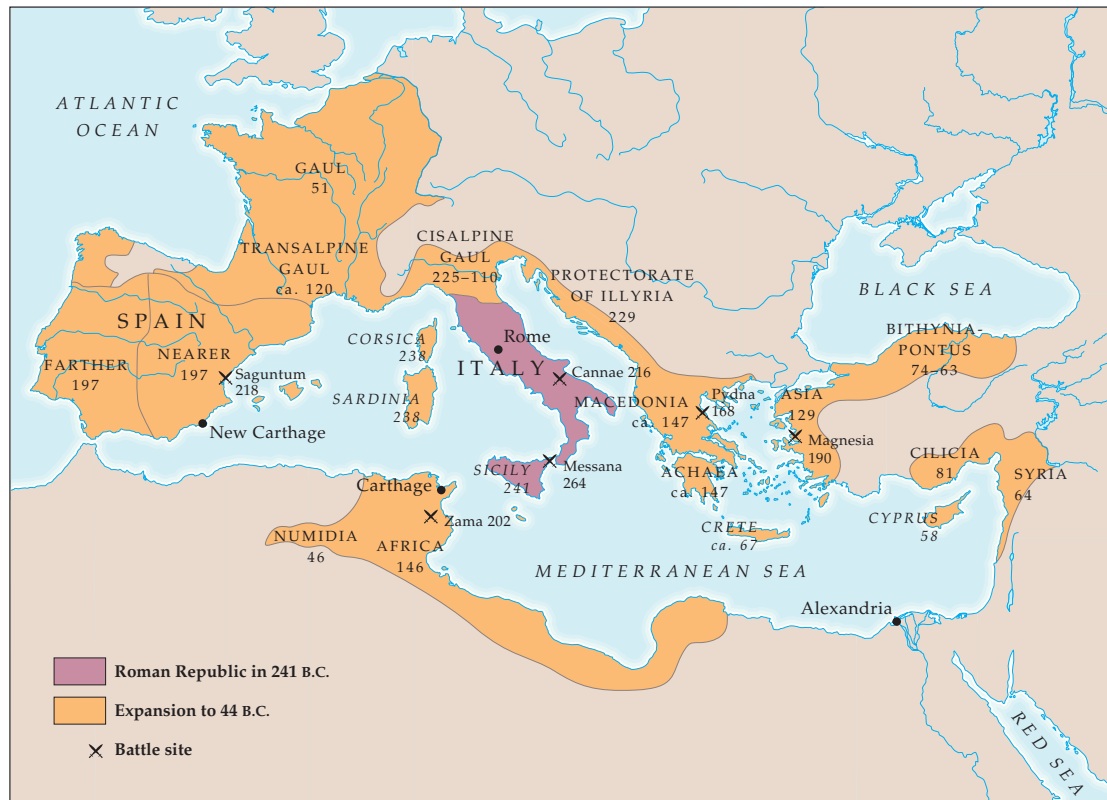 ATLANTIC
OCEAN
GAUL
51
TRANSALPINE
GAUL
ca. 120
CISALPINE
GAUL
225–110
PROTECTORATE
OF ILLYRIA
229
BLACK SEA
BITHYNIA-
PONTUS
74–63
SPAIN
FARTHER
197
NEARER
197
Saguntum
218
New Carthage
CORSICA
238
SARDINIA
238
Rome
ITALY
Cannae 216
MACEDONIA
ca. 147
Pydna
168
ASIA
129
Magnesia
190
SICILY
241
Messana
264
ACHAEA
ca. 147
CILICIA
81
SYRIA
64
CYPRUS
58
CRETE
ca. 67
Carthage
Zama 202
NUMIDIA
46
AFRICA
146
MEDITERRANEAN SEA
Alexandria
RED SEA
Roman Republic in 241 B.C.
Expansion to 44 B.C.
Battle site